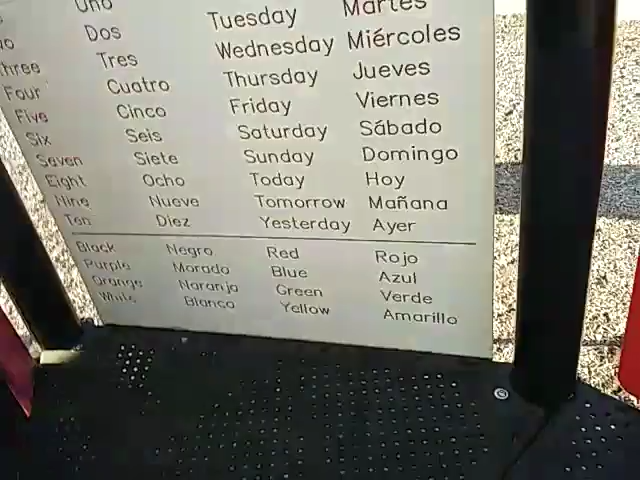 Uno
Dos Tuesday Martes
Three Tres Wednesday Miércoles
Four Cuatro Thursday Jueves
Five Cinco Friday Viernes
Six Seis Saturday Sábado
Seven Siete Sunday Domingo
Eight Ocho Today Hoy
Nine Nueve Tomorrow Mañana
Ten Diez Yesterday Ayer
Black Negro Red Rojo
Purple Morado Blue Azul
Orange Naranjo Green Verde
White Blanco Yellow Amarillo